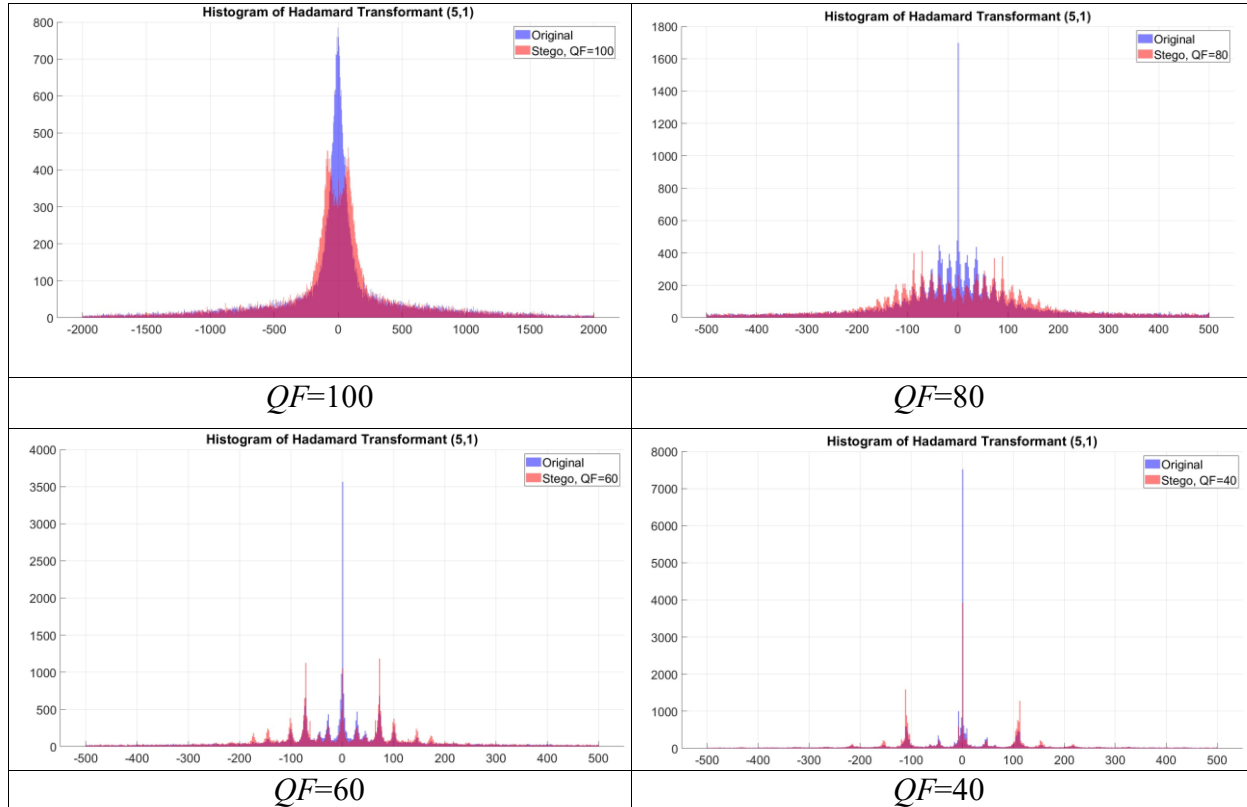 Histogram of Hadamard Transformant (5,1)
800
700
600
500
400
300
200
100
0
-2000 -1500 -1000 -500 0 500 1000 1500 2000
Original
Stego, QF=100
Histogram of Hadamard Transformant (5,1)
1800
1600
1400
1200
1000
800
600
400
200
0
-500 -400 -300 -200 -100 0 100 200 300 400 500
Original
Stego, QF=80
QF=100
QF=80
Histogram of Hadamard Transformant (5,1)
4000
3500
3000
2500
2000
1500
1000
500
0
-500 -400 -300 -200 -100 0 100 200 300 400 500
Original
Stego, QF=60
Histogram of Hadamard Transformant (5,1)
8000
7000
6000
5000
4000
3000
2000
1000
0
-500 -400 -300 -200 -100 0 100 200 300 400 500
Original
Stego, QF=40
QF=60
QF=40